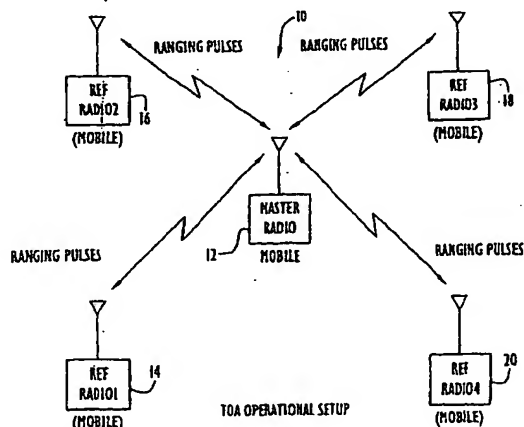 10
RANGING PULSES
RANGING PULSES
REF
RADIO2
16
(MOBILE)
REF
RADIO3
18
(MOBILE)
MASTER
RADIO
12
MOBILE
RANGING PULSES
RANGING PULSES
REF
RADIO1
14
(MOBILE)
REF
RADIO4
20
(MOBILE)
TOA OPERATIONAL SETUP